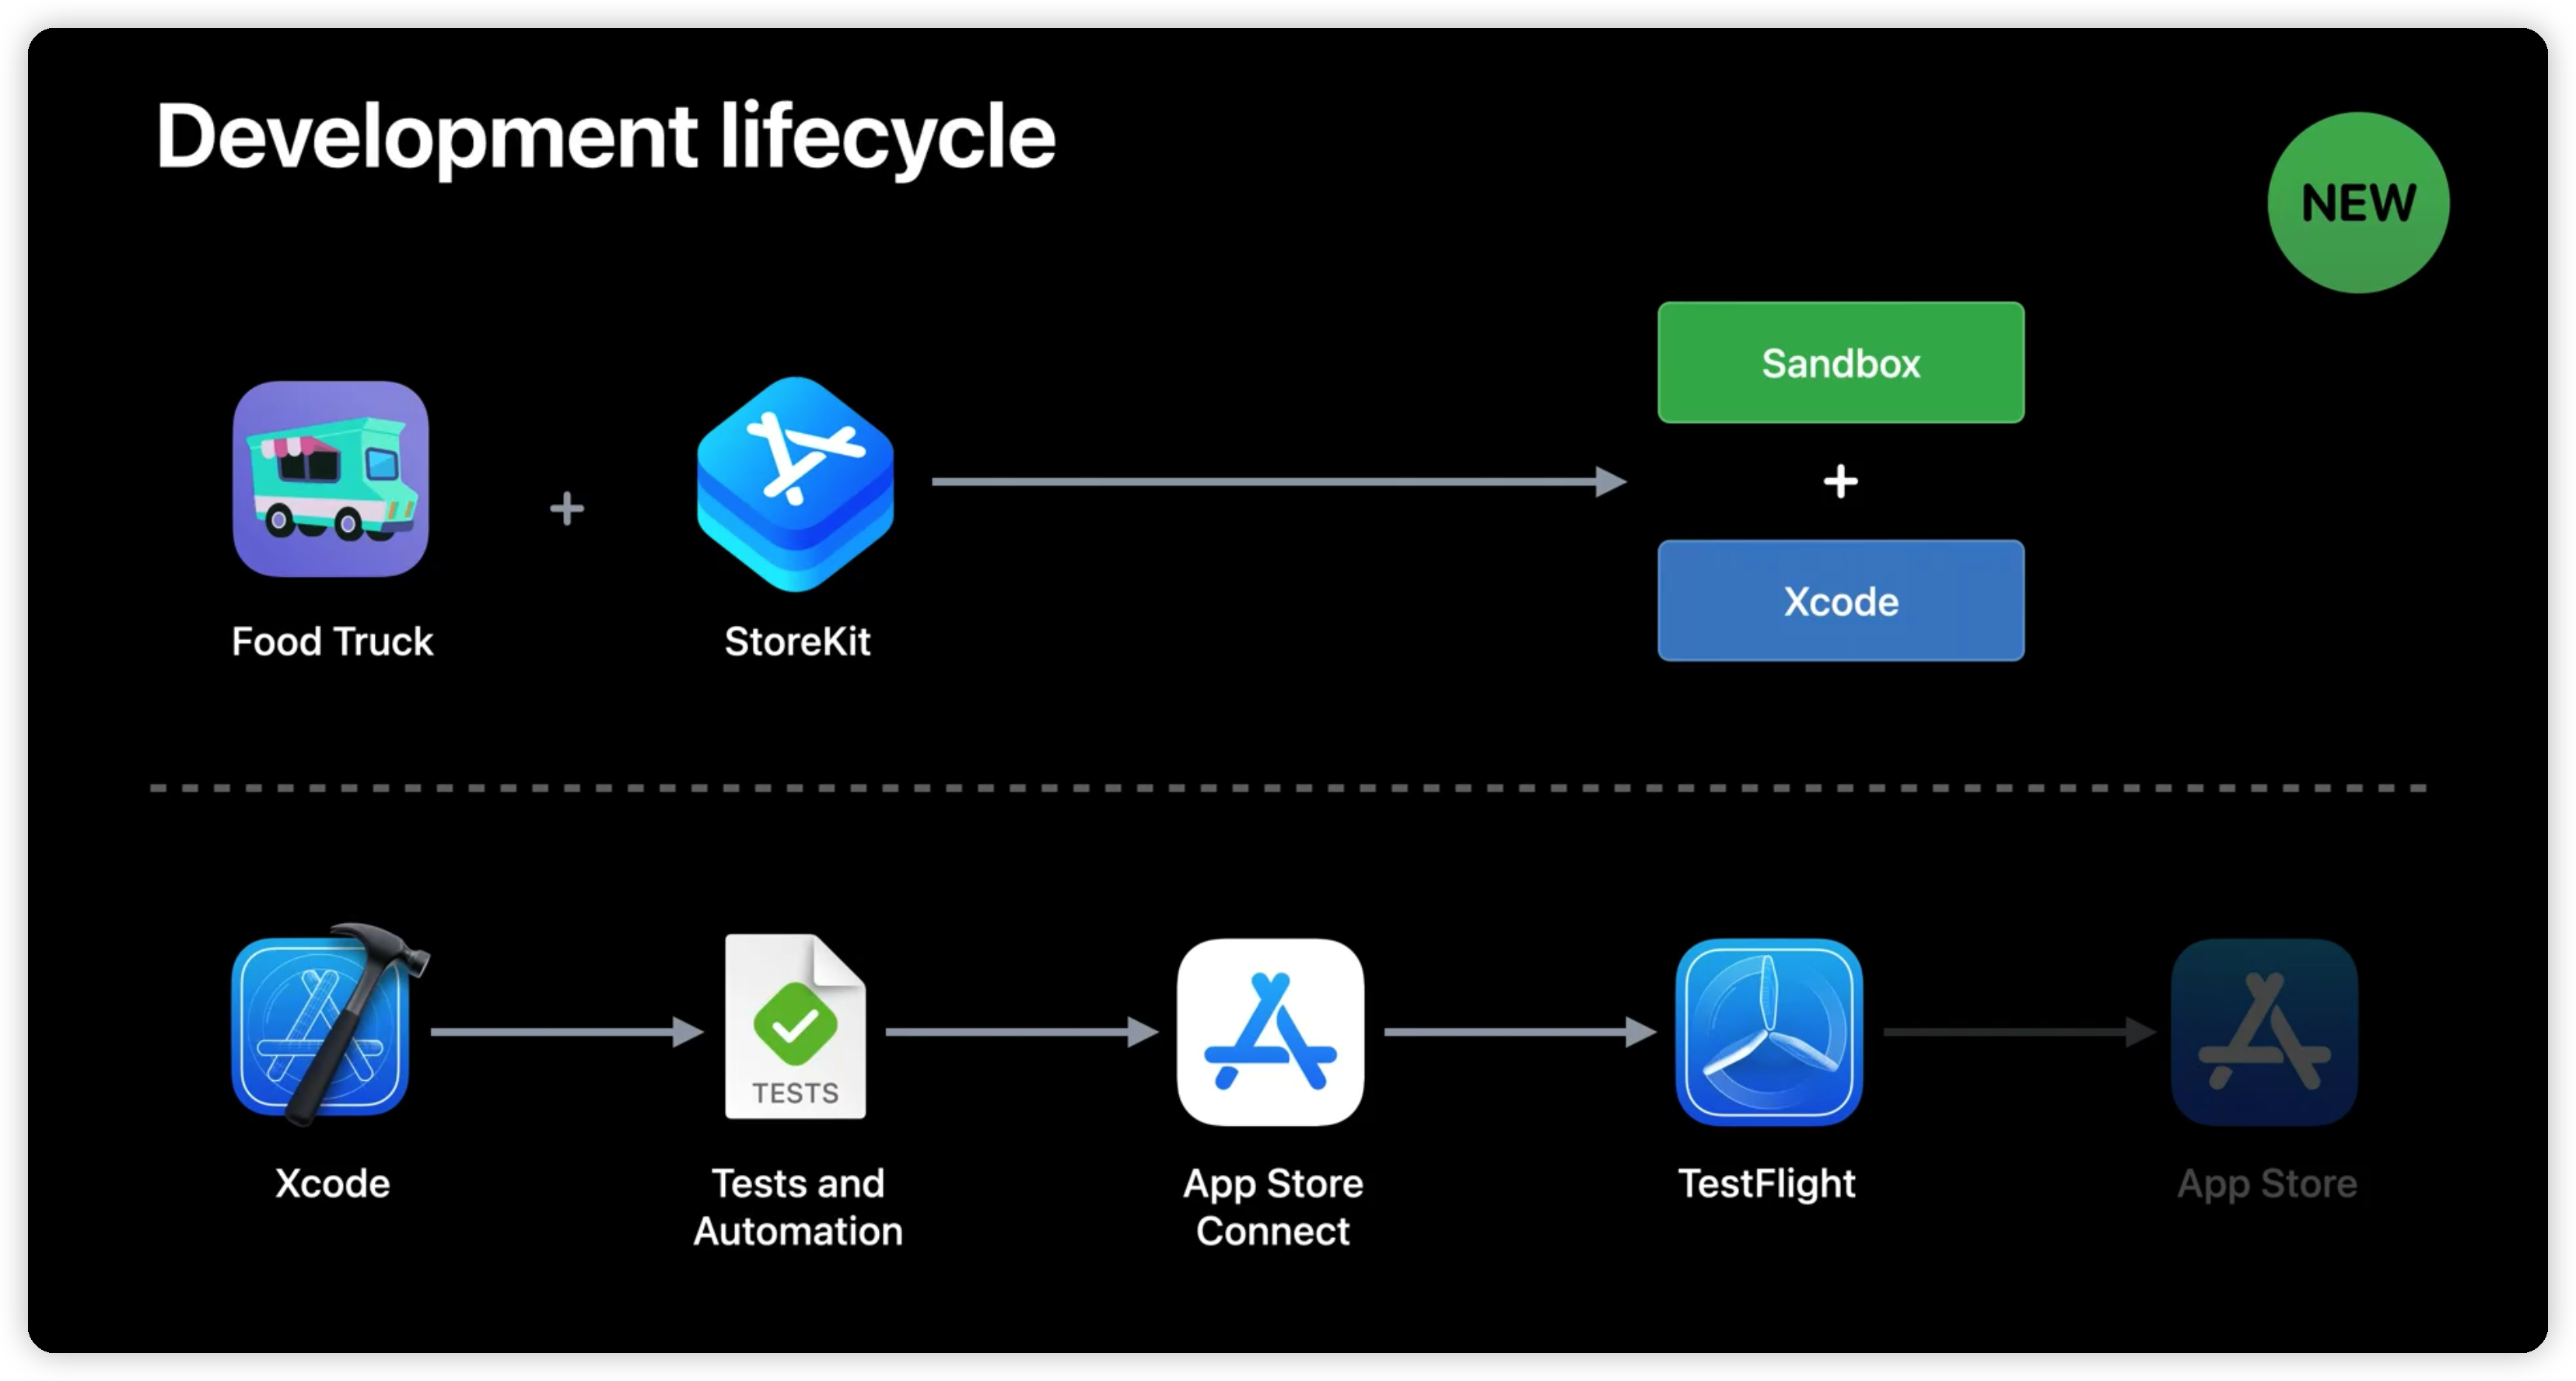 Development lifecycle
NEW
Sandbox
+
+
Xcode
Food Truck
StoreKit
TESTS
Xcode
Tests and
Automation
App Store
Connect
TestFlight
App Store